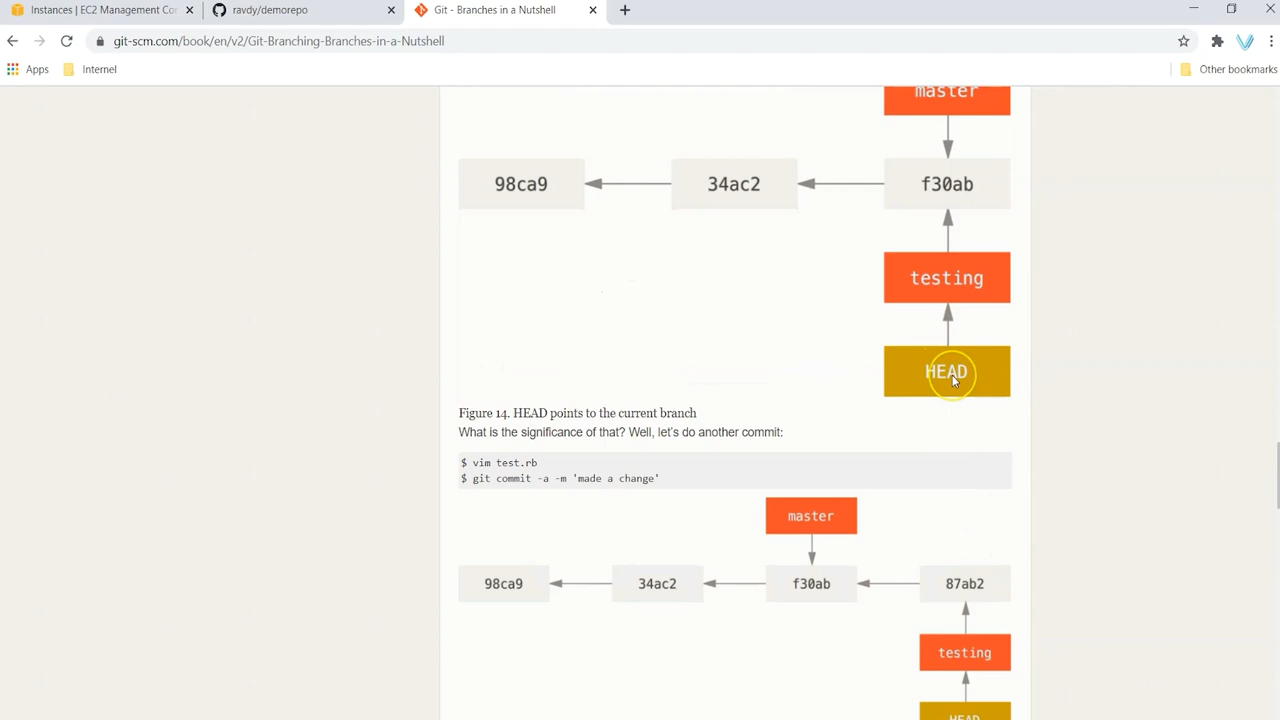 Instances | EC2 Management Con
ravdy/demorepo
Git - Branches in a Nutshell
git-scm.com/book/en/v2/Git-Branching-Branches-in-a-Nutshell
Apps
Internel
Other bookmarks
master
98ca9
34ac2
f30ab
testing
HEAD
Figure 14. HEAD points to the current branch
What is the significance of that? Well, let's do another commit:
$ vim test.rb
$ git commit -a -m 'made a change'
master
98ca9
34ac2
f30ab
87ab2
testing
HEAD